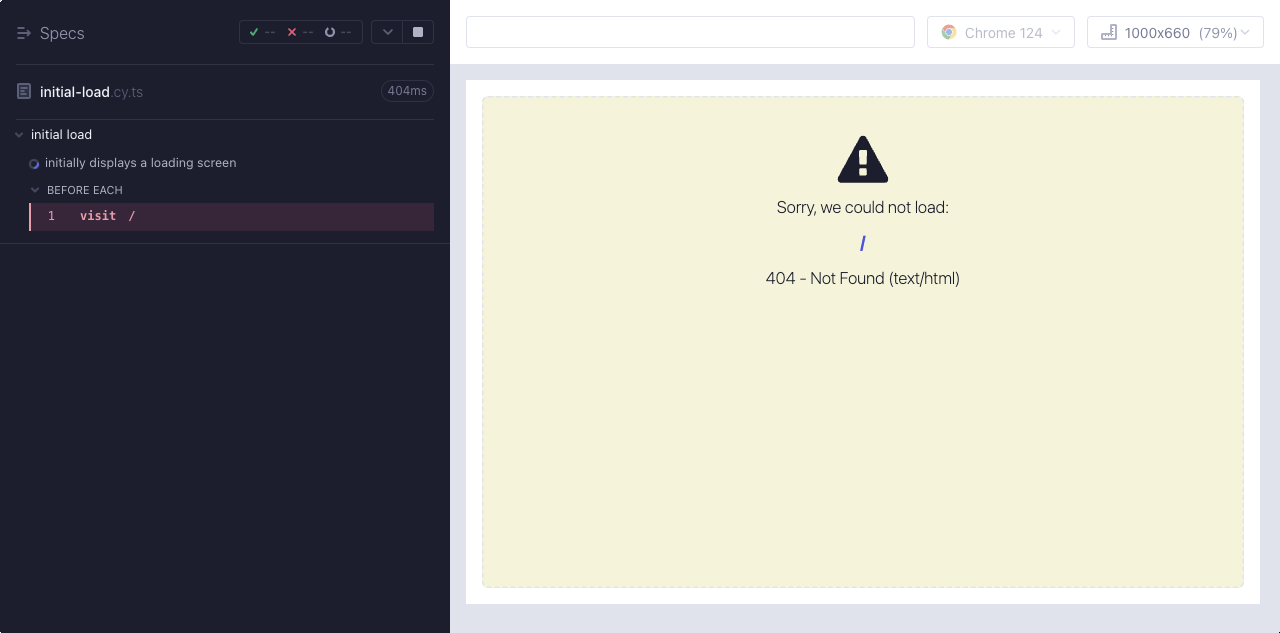 Specs
--
--
--
initial-load.cy.ts
404ms
initial load
initially displays a loading screen
BEFORE EACH
1 visit /
Chrome 124
1000x660 (79%)
Sorry, we could not load:
/
404 - Not Found (text/html)